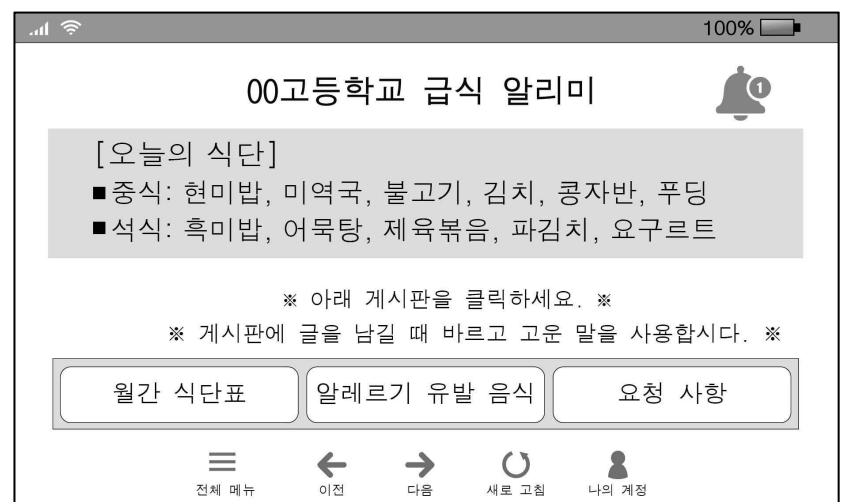 100%
00고등학교 급식 알리미
1
[오늘의 식단]
■중식: 현미밥, 미역국, 불고기, 김치, 콩자반, 푸딩
■석식: 흑미밥, 어묵탕, 제육볶음, 파김치, 요구르트
※ 아래 게시판을 클릭하세요. ※
※ 게시판에 글을 남길 때 바르고 고운 말을 사용합시다. ※
월간 식단표 알레르기 유발 음식 요청 사항
전체 메뉴 이전 다음 새로 고침 나의 계정